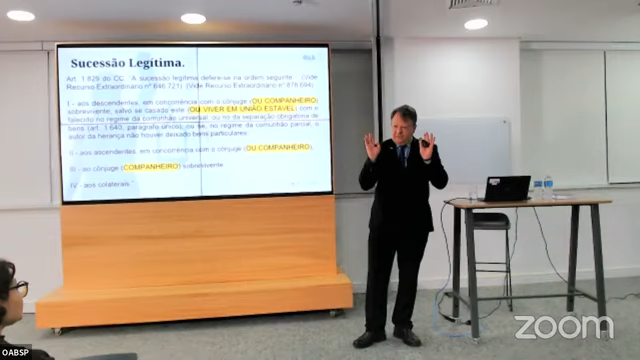 Sucessão Legítima.
Art. 1.829 do CC. "A sucessão legítima defere-se na ordem seguinte: (Vide
Recurso Extraordinário nº 646.721) (Vide Recurso Extraordinário nº 878.694)
I - aos descendentes, em concorrência com o cônjuge (OU COMPANHEIRO)
sobrevivente, salvo se casado este (OU VIVER EM UNIÃO ESTÁVEL) com o
falecido no regime da comunhão universal, ou no da separação obrigatória de
bens (art. 1.640, parágrafo único); ou se, no regime da comunhão parcial, o
autor da herança não houver deixado bens particulares;
II - aos ascendentes, em concorrência com o cônjuge (OU COMPANHEIRO);
III - ao cônjuge (COMPANHEIRO) sobrevivente;
IV - aos colaterais."
OABSP
zoom